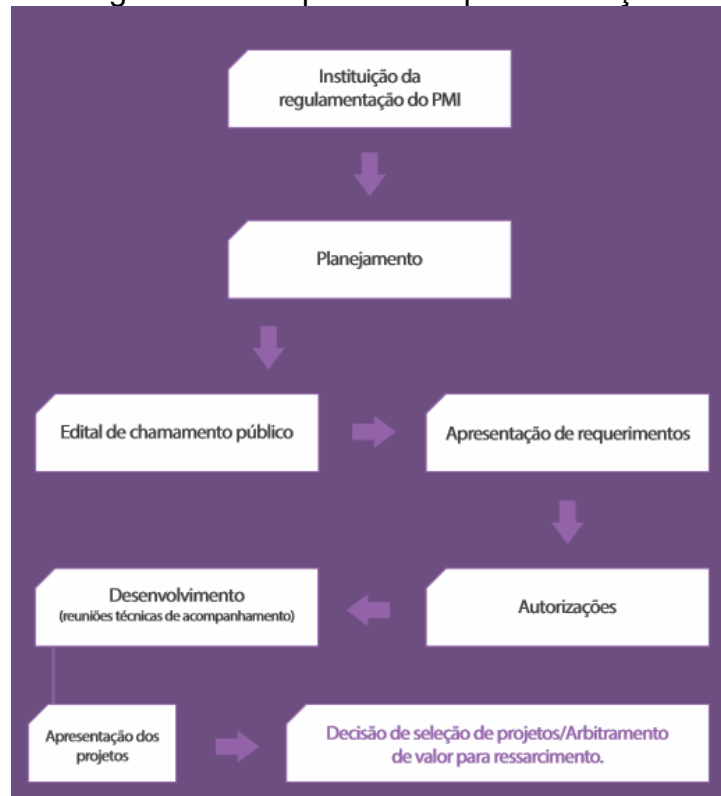 Instituição da
regulamentação do PMI
Planejamento
Edital de chamamento público
Apresentação de requerimentos
Autorizações
Desenvolvimento
(reuniões técnicas de acompanhamento)
Apresentação dos
projetos
Decisão de seleção de projetos/Arbitramento
de valor para ressarcimento.